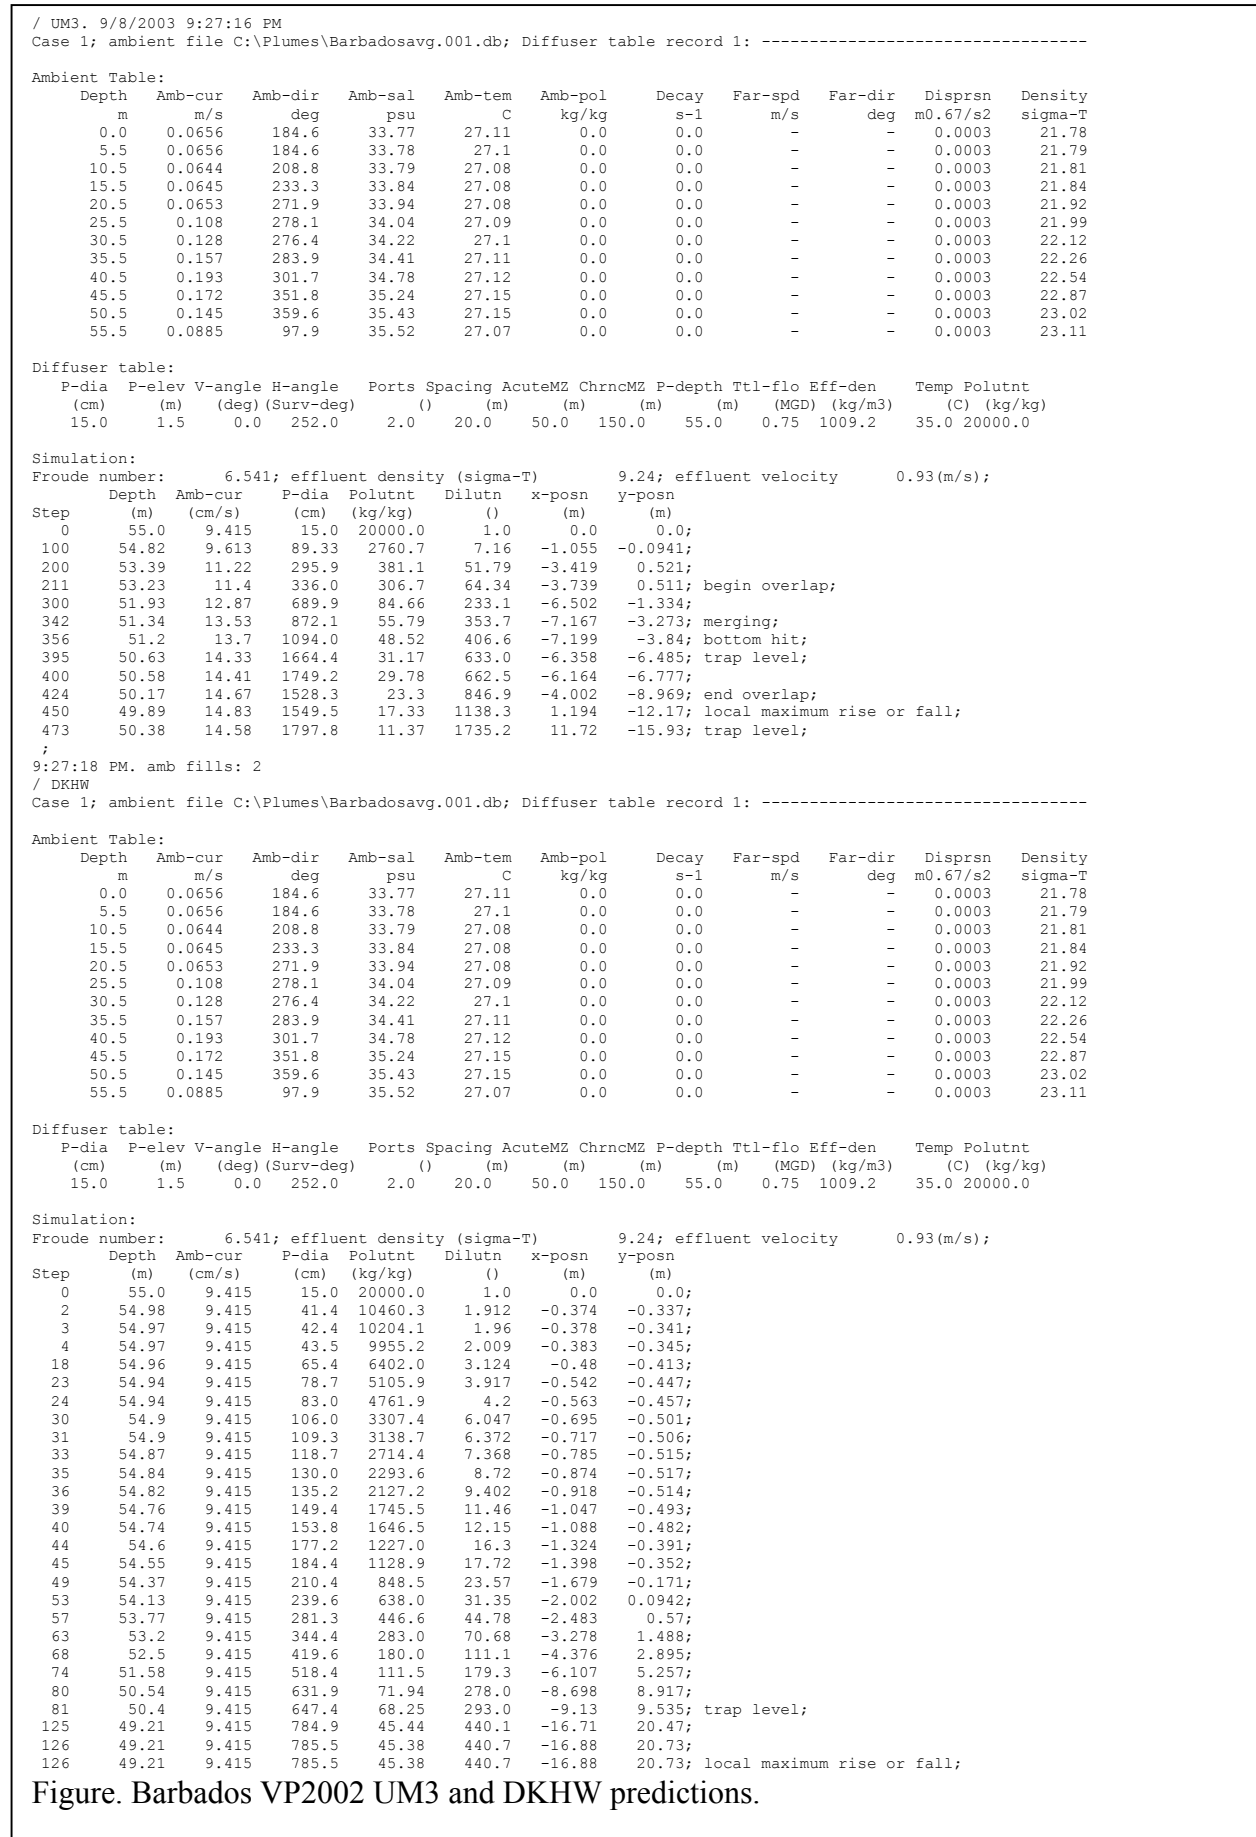 / UM3. 9/8/2003 9:27:16 PM
Case 1; ambient file C:\Plumes\Barbadosavg.001.db; Diffuser table record 1: ----------------------------------
Ambient Table:
Depth Amb-cur Amb-dir Amb-sal Amb-tem Amb-pol Decay Far-spd Far-dir Disprsn Density
m m/s deg psu C kg/kg s-1 m/s deg m0.67/s2 sigma-T
0.0 0.0656 184.6 33.77 27.11 0.0 0.0 - - 0.0003 21.78
5.5 0.0656 184.6 33.78 27.1 0.0 0.0 - - 0.0003 21.79
10.5 0.0644 208.8 33.79 27.08 0.0 0.0 - - 0.0003 21.81
15.5 0.0645 233.3 33.84 27.08 0.0 0.0 - - 0.0003 21.84
20.5 0.0653 271.9 33.94 27.08 0.0 0.0 - - 0.0003 21.92
25.5 0.108 278.1 34.04 27.09 0.0 0.0 - - 0.0003 21.99
30.5 0.128 276.4 34.22 27.1 0.0 0.0 - - 0.0003 22.12
35.5 0.157 283.9 34.41 27.11 0.0 0.0 - - 0.0003 22.26
40.5 0.193 301.7 34.78 27.12 0.0 0.0 - - 0.0003 22.54
45.5 0.172 351.8 35.24 27.15 0.0 0.0 - - 0.0003 22.87
50.5 0.145 359.6 35.43 27.15 0.0 0.0 - - 0.0003 23.02
55.5 0.0885 97.9 35.52 27.07 0.0 0.0 - - 0.0003 23.11
Diffuser table:
P-dia P-elev V-angle H-angle Ports Spacing AcuteMZ ChrncMZ P-depth Ttl-flo Eff-den Temp Polutnt
(cm) (m) (deg)(Surv-deg) () (m) (m) (m) (m) (MGD) (kg/m3) (C) (kg/kg)
15.0 1.5 0.0 252.0 2.0 20.0 50.0 150.0 55.0 0.75 1009.2 35.0 20000.0
Simulation:
Froude number: 6.541; effluent density (sigma-T) 9.24; effluent velocity 0.93(m/s);
Depth Amb-cur P-dia Polutnt Dilutn x-posn y-posn
Step (m) (cm/s) (cm) (kg/kg) () (m) (m)
0 55.0 9.415 15.0 20000.0 1.0 0.0 0.0;
100 54.82 9.613 89.33 2760.7 7.16 -1.055 -0.0941;
200 53.39 11.22 295.9 381.1 51.79 -3.419 0.521;
211 53.23 11.4 336.0 306.7 64.34 -3.739 0.511; begin overlap;
300 51.93 12.87 689.9 84.66 233.1 -6.502 -1.334;
342 51.34 13.53 872.1 55.79 353.7 -7.167 -3.273; merging;
356 51.2 13.7 1094.0 48.52 406.6 -7.199 -3.84; bottom hit;
395 50.63 14.33 1664.4 31.17 633.0 -6.358 -6.485; trap level;
400 50.58 14.41 1749.2 29.78 662.5 -6.164 -6.777;
424 50.17 14.67 1528.3 23.3 846.9 -4.002 -8.969; end overlap;
450 49.89 14.83 1549.5 17.33 1138.3 1.194 -12.17; local maximum rise or fall;
473 50.38 14.58 1797.8 11.37 1735.2 11.72 -15.93; trap level;
;
9:27:18 PM. amb fills: 2
/ DKHW
Case 1; ambient file C:\Plumes\Barbadosavg.001.db; Diffuser table record 1: ----------------------------------
Ambient Table:
Depth Amb-cur Amb-dir Amb-sal Amb-tem Amb-pol Decay Far-spd Far-dir Disprsn Density
m m/s deg psu C kg/kg s-1 m/s deg m0.67/s2 sigma-T
0.0 0.0656 184.6 33.77 27.11 0.0 0.0 - - 0.0003 21.78
5.5 0.0656 184.6 33.78 27.1 0.0 0.0 - - 0.0003 21.79
10.5 0.0644 208.8 33.79 27.08 0.0 0.0 - - 0.0003 21.81
15.5 0.0645 233.3 33.84 27.08 0.0 0.0 - - 0.0003 21.84
20.5 0.0653 271.9 33.94 27.08 0.0 0.0 - - 0.0003 21.92
25.5 0.108 278.1 34.04 27.09 0.0 0.0 - - 0.0003 21.99
30.5 0.128 276.4 34.22 27.1 0.0 0.0 - - 0.0003 22.12
35.5 0.157 283.9 34.41 27.11 0.0 0.0 - - 0.0003 22.26
40.5 0.193 301.7 34.78 27.12 0.0 0.0 - - 0.0003 22.54
45.5 0.172 351.8 35.24 27.15 0.0 0.0 - - 0.0003 22.87
50.5 0.145 359.6 35.43 27.15 0.0 0.0 - - 0.0003 23.02
55.5 0.0885 97.9 35.52 27.07 0.0 0.0 - - 0.0003 23.11
Diffuser table:
P-dia P-elev V-angle H-angle Ports Spacing AcuteMZ ChrncMZ P-depth Ttl-flo Eff-den Temp Polutnt
(cm) (m) (deg)(Surv-deg) () (m) (m) (m) (m) (MGD) (kg/m3) (C) (kg/kg)
15.0 1.5 0.0 252.0 2.0 20.0 50.0 150.0 55.0 0.75 1009.2 35.0 20000.0
Simulation:
Froude number: 6.541; effluent density (sigma-T) 9.24; effluent velocity 0.93(m/s);
Depth Amb-cur P-dia Polutnt Dilutn x-posn y-posn
Step (m) (cm/s) (cm) (kg/kg) () (m) (m)
0 55.0 9.415 15.0 20000.0 1.0 0.0 0.0;
2 54.98 9.415 41.4 10460.3 1.912 -0.374 -0.337;
3 54.97 9.415 42.4 10204.1 1.96 -0.378 -0.341;
4 54.97 9.415 43.5 9955.2 2.009 -0.383 -0.345;
18 54.96 9.415 65.4 6402.0 3.124 -0.48 -0.413;
23 54.94 9.415 78.7 5105.9 3.917 -0.542 -0.447;
24 54.94 9.415 83.0 4761.9 4.2 -0.563 -0.457;
30 54.9 9.415 106.0 3307.4 6.047 -0.695 -0.501;
31 54.9 9.415 109.3 3138.7 6.372 -0.717 -0.506;
33 54.87 9.415 118.7 2714.4 7.368 -0.785 -0.515;
35 54.84 9.415 130.0 2293.6 8.72 -0.874 -0.517;
36 54.82 9.415 135.2 2127.2 9.402 -0.918 -0.514;
39 54.76 9.415 149.4 1745.5 11.46 -1.047 -0.493;
40 54.74 9.415 153.8 1646.5 12.15 -1.088 -0.482;
44 54.6 9.415 177.2 1227.0 16.3 -1.324 -0.391;
45 54.55 9.415 184.4 1128.9 17.72 -1.398 -0.352;
49 54.37 9.415 210.4 848.5 23.57 -1.679 -0.171;
53 54.13 9.415 239.6 638.0 31.35 -2.002 0.0942;
57 53.77 9.415 281.3 446.6 44.78 -2.483 0.57;
63 53.2 9.415 344.4 283.0 70.68 -3.278 1.488;
68 52.5 9.415 419.6 180.0 111.1 -4.376 2.895;
74 51.58 9.415 518.4 111.5 179.3 -6.107 5.257;
80 50.54 9.415 631.9 71.94 278.0 -8.698 8.917;
81 50.4 9.415 647.4 68.25 293.0 -9.13 9.535; trap level;
125 49.21 9.415 784.9 45.44 440.1 -16.71 20.47;
126 49.21 9.415 785.5 45.38 440.7 -16.88 20.73;
126 49.21 9.415 785.5 45.38 440.7 -16.88 20.73; local maximum rise or fall;
Figure. Barbados VP2002 UM3 and DKHW predictions.